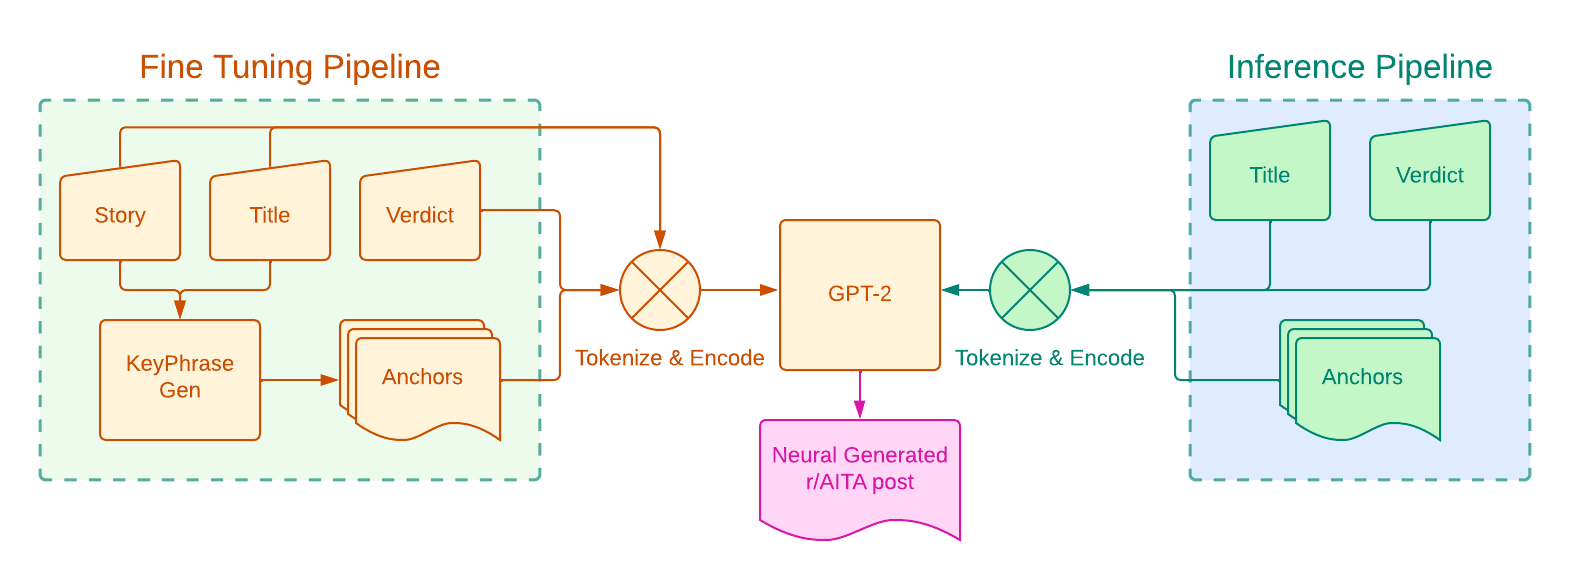 Fine Tuning Pipeline
Inference Pipeline
Story
Title
Verdict
Title
Verdict
KeyPhrase
Gen
Anchors
Tokenize & Encode
GPT-2
Tokenize & Encode
Anchors
Neural Generated
r/AITA post